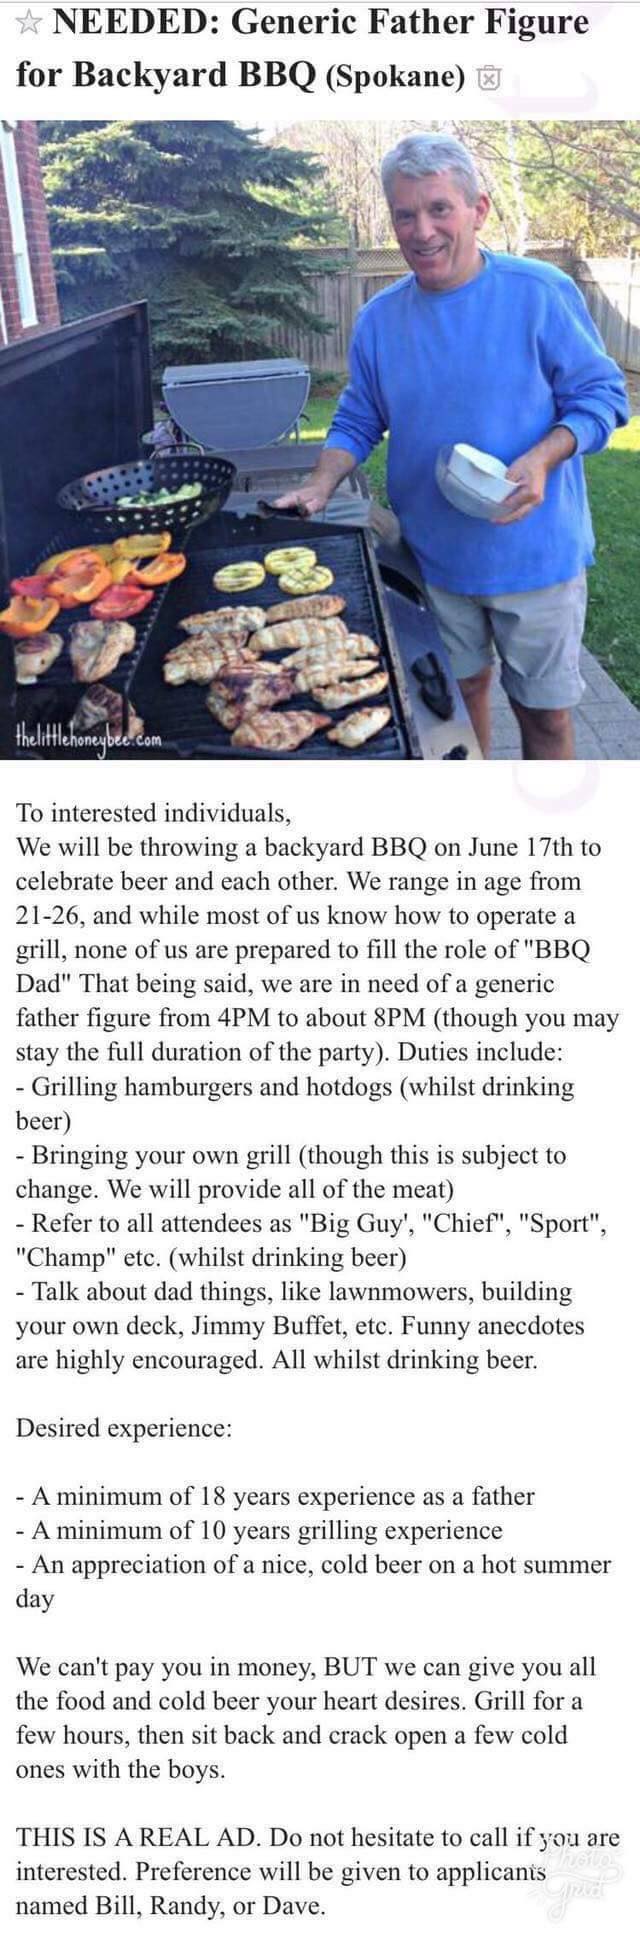 ☆ NEEDED: Generic Father Figure
for Backyard BBQ (Spokane)
thelittlehoneybee.com
To interested individuals,
We will be throwing a backyard BBQ on June 17th to
celebrate beer and each other. We range in age from
21-26, and while most of us know how to operate a
grill, none of us are prepared to fill the role of "BBQ
Dad" That being said, we are in need of a generic
father figure from 4PM to about 8PM (though you may
stay the full duration of the party). Duties include:
- Grilling hamburgers and hotdogs (whilst drinking
beer)
- Bringing your own grill (though this is subject to
change. We will provide all of the meat)
- Refer to all attendees as "Big Guy', "Chief", "Sport",
"Champ" etc. (whilst drinking beer)
- Talk about dad things, like lawnmowers, building
your own deck, Jimmy Buffet, etc. Funny anecdotes
are highly encouraged. All whilst drinking beer.
Desired experience:
- A minimum of 18 years experience as a father
- A minimum of 10 years grilling experience
- An appreciation of a nice, cold beer on a hot summer
day
We can't pay you in money, BUT we can give you all
the food and cold beer your heart desires. Grill for a
few hours, then sit back and crack open a few cold
ones with the boys.
THIS IS A REAL AD. Do not hesitate to call if you are
interested. Preference will be given to applicants
named Bill, Randy, or Dave.
Photo
Grid